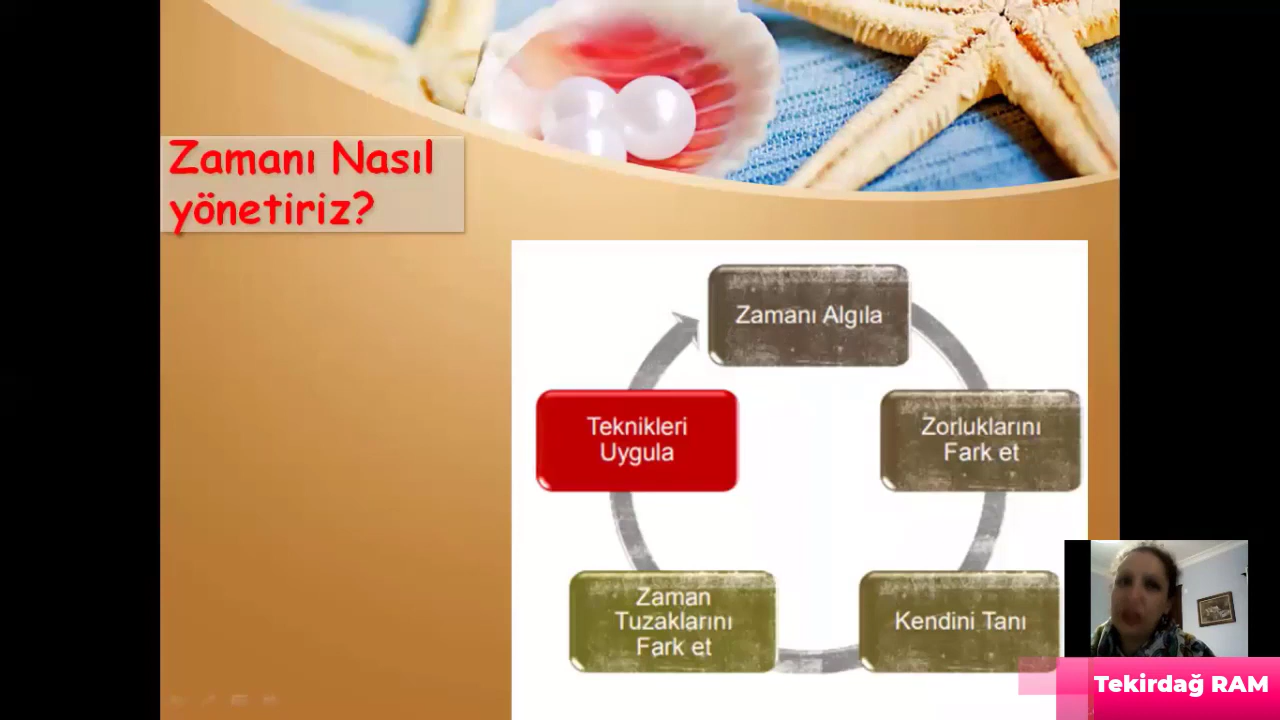 Zamanı Nasıl
yönetiriz?
Zamanı Algıla
Teknikleri
Uygula
Zorluklarını
Fark et
Zaman
Tuzaklarını
Fark et
Kendini Tanı
Tekirdağ RAM